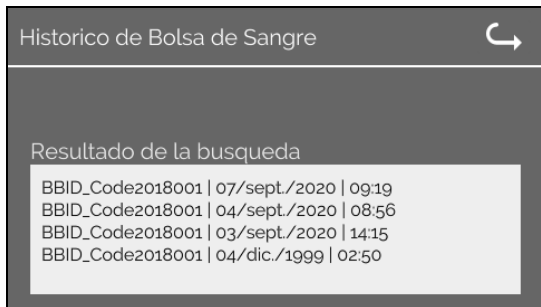 Historico de Bolsa de Sangre
Resultado de la busqueda
BBID_Code2018001 | 07/sept./2020 | 09:19
BBID_Code2018001 | 04/sept./2020 | 08:56
BBID_Code2018001 | 03/sept./2020 | 14:15
BBID_Code2018001 | 04/dic./1999 | 02:50